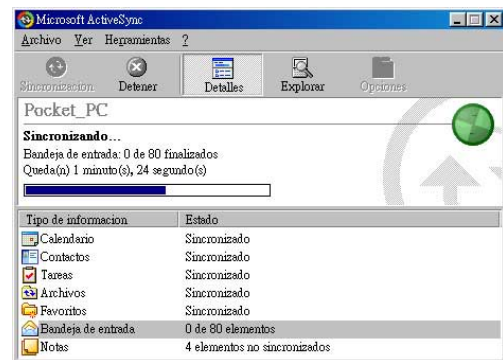 Microsoft ActiveSync
Archivo Ver Herramientas ?
Sincronizacion Detener Detalles Explorar Opciones
Pocket_PC
Sincronizando...
Bandeja de entrada: 0 de 80 finalizados
Queda(n) 1 minuto(s), 24 segundo(s)
Tipo de informacion Estado
Calendario Sincronizado
Contactos Sincronizado
Tareas Sincronizado
Archivos Sincronizado
Favoritos Sincronizado
Bandeja de entrada 0 de 80 elementos
Notas 4 elementos no sincronizados